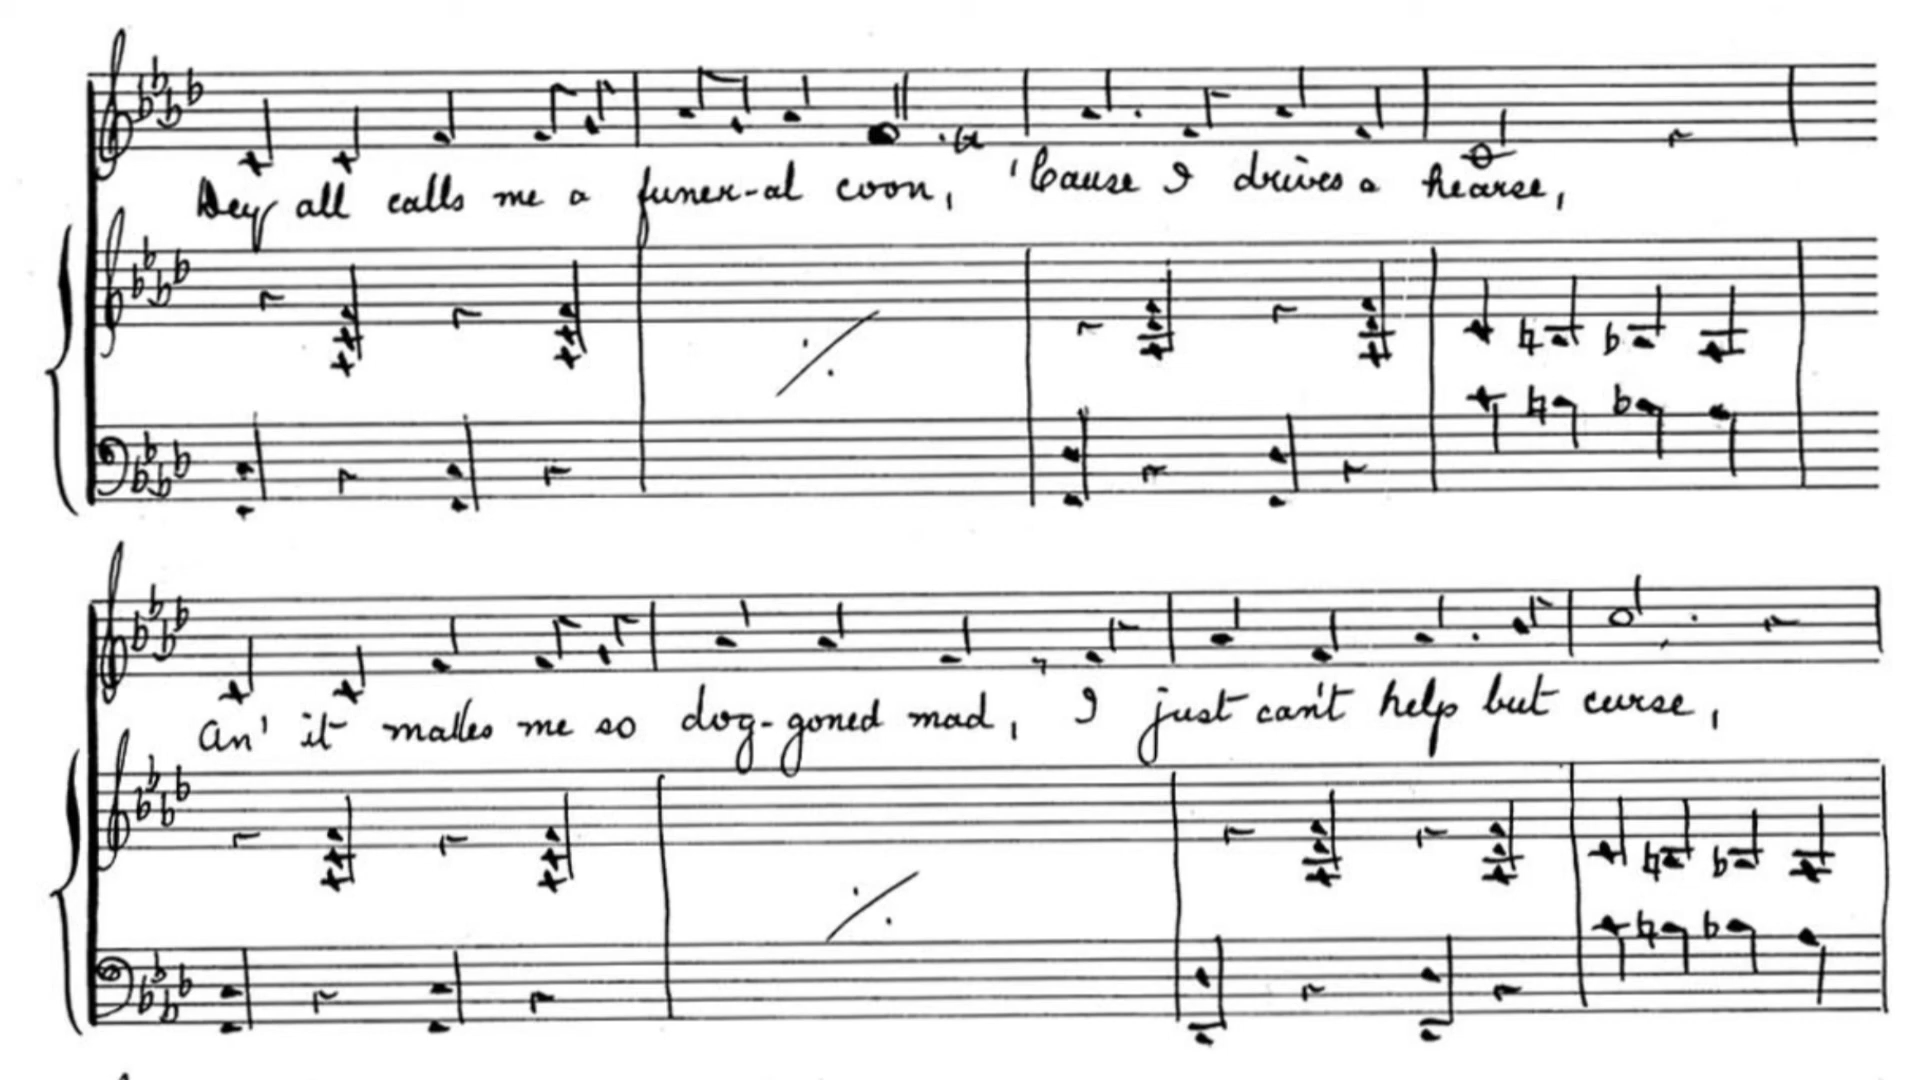 Dey all calls me a funer-al coon, 'Cause I drives a hearse,
An' it makes me so dog-goned mad, I just can't help but curse,